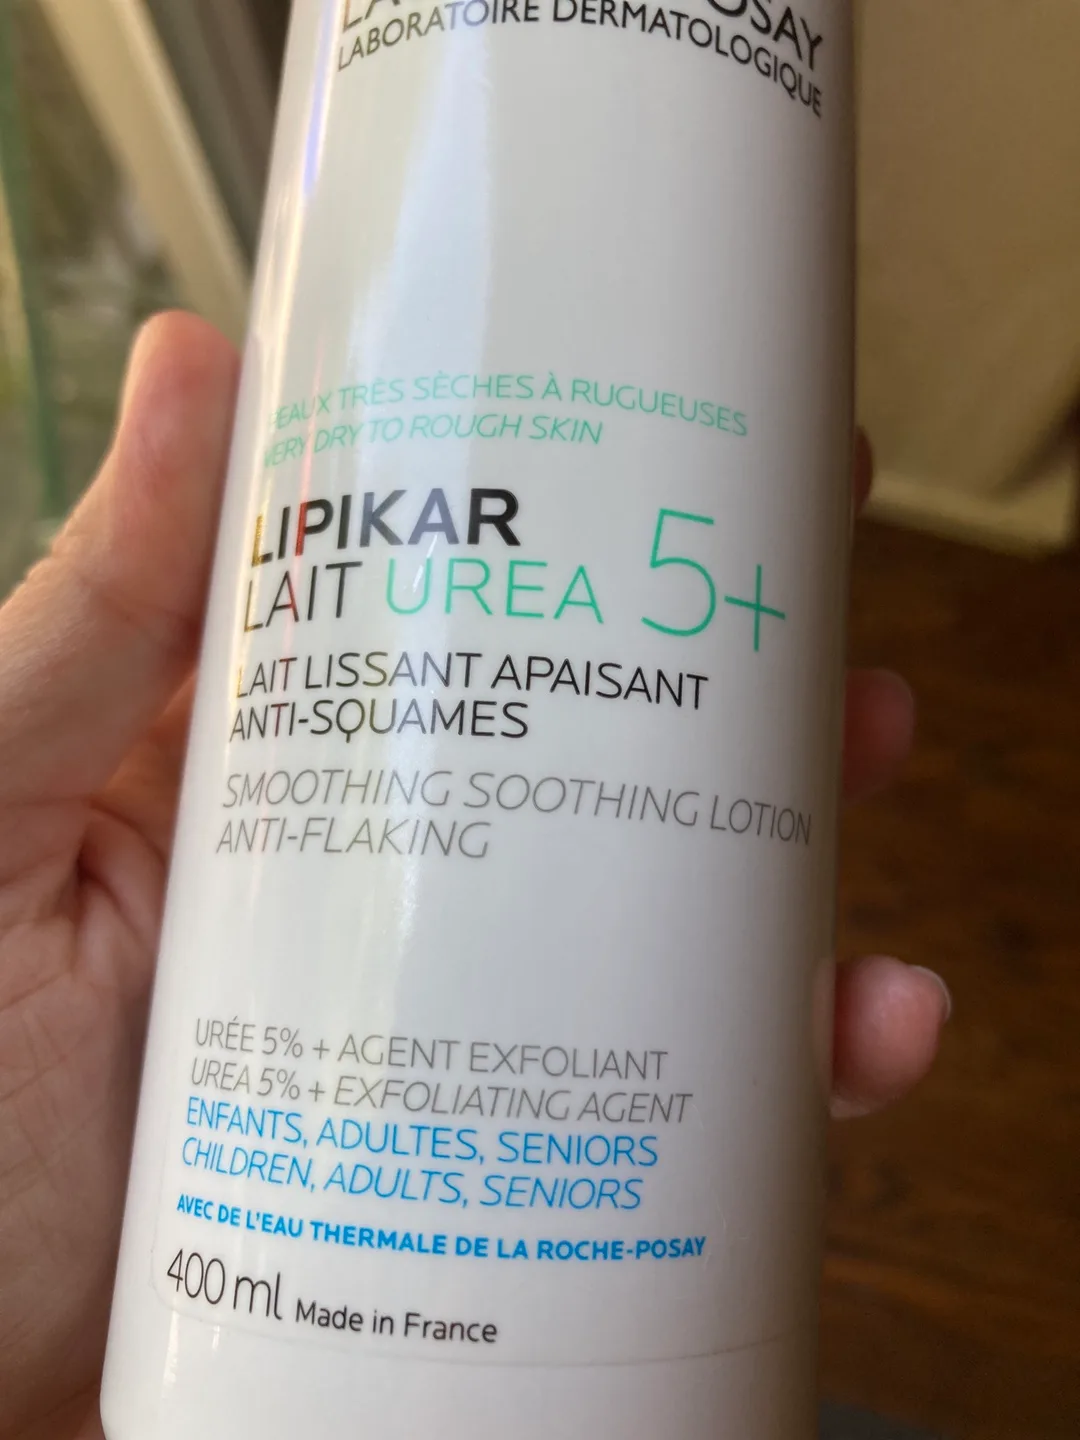 LABORATOIRE DERMATOLOGIQUE
PEAUX TRÈS SÈCHES À RUGUEUSES
VERY DRY TO ROUGH SKIN
LIPIKAR
LAIT UREA 5+
LAIT LISSANT APAISANT
ANTI-SQUAMES
SMOOTHING SOOTHING LOTION
ANTI-FLAKING
URÉE 5% + AGENT EXFOLIANT
UREA 5% + EXFOLIATING AGENT
ENFANTS, ADULTES, SENIORS
CHILDREN, ADULTS, SENIORS
AVEC DE L'EAU THERMALE DE LA ROCHE-POSAY
400 ml Made in France